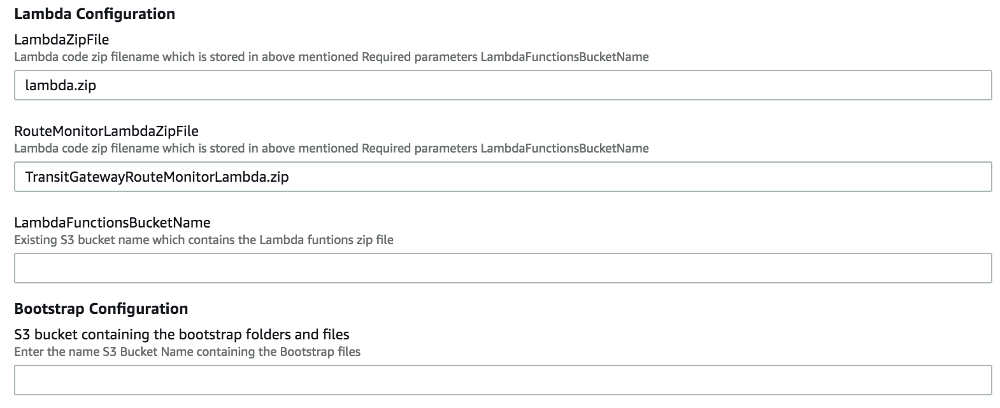 Lambda Configuration
LambdaZipFile
Lambda code zip filename which is stored in above mentioned Required parameters LambdaFunctionsBucketName
lambda.zip
RouteMonitorLambdaZipFile
Lambda code zip filename which is stored in above mentioned Required parameters LambdaFunctionsBucketName
TransitGatewayRouteMonitorLambda.zip
LambdaFunctionsBucketName
Existing S3 bucket name which contains the Lambda funtions zip file
Bootstrap Configuration
S3 bucket containing the bootstrap folders and files
Enter the name S3 Bucket Name containing the Bootstrap files